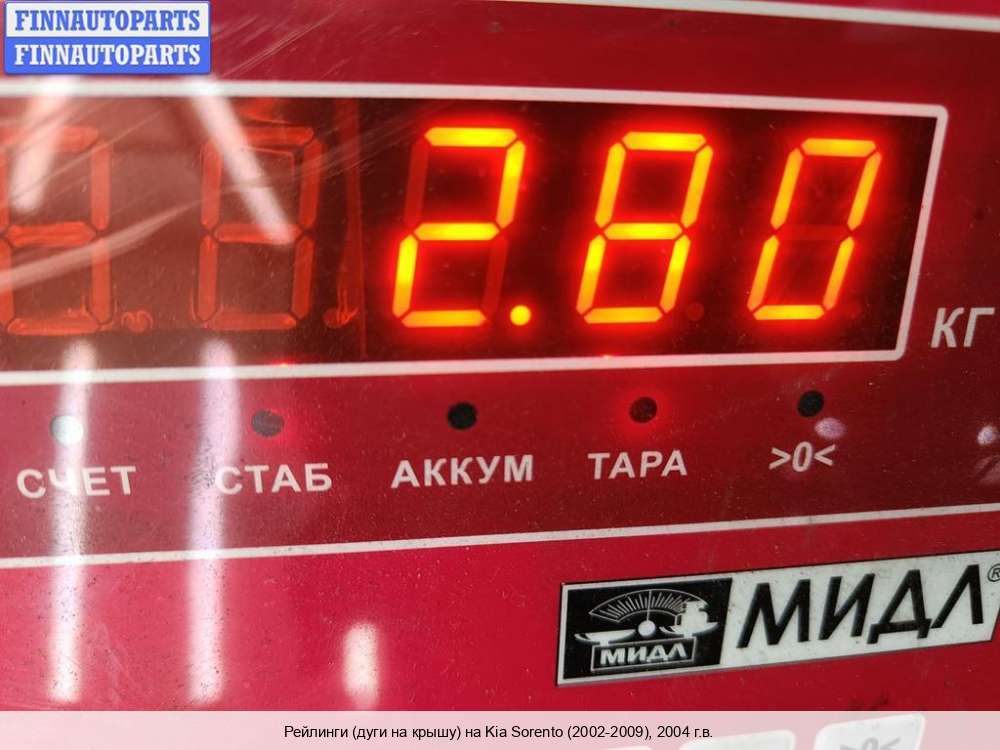 FINNAUTOPARTS
FINNAUTOPARTS
2.80
КГ
СЧЕТ СТАБ АККУМ ТАРА >0<
МИДЛ МИДЛ®
Рейлинги (дуги на крышу) на Kia Sorento (2002-2009), 2004 г.в.